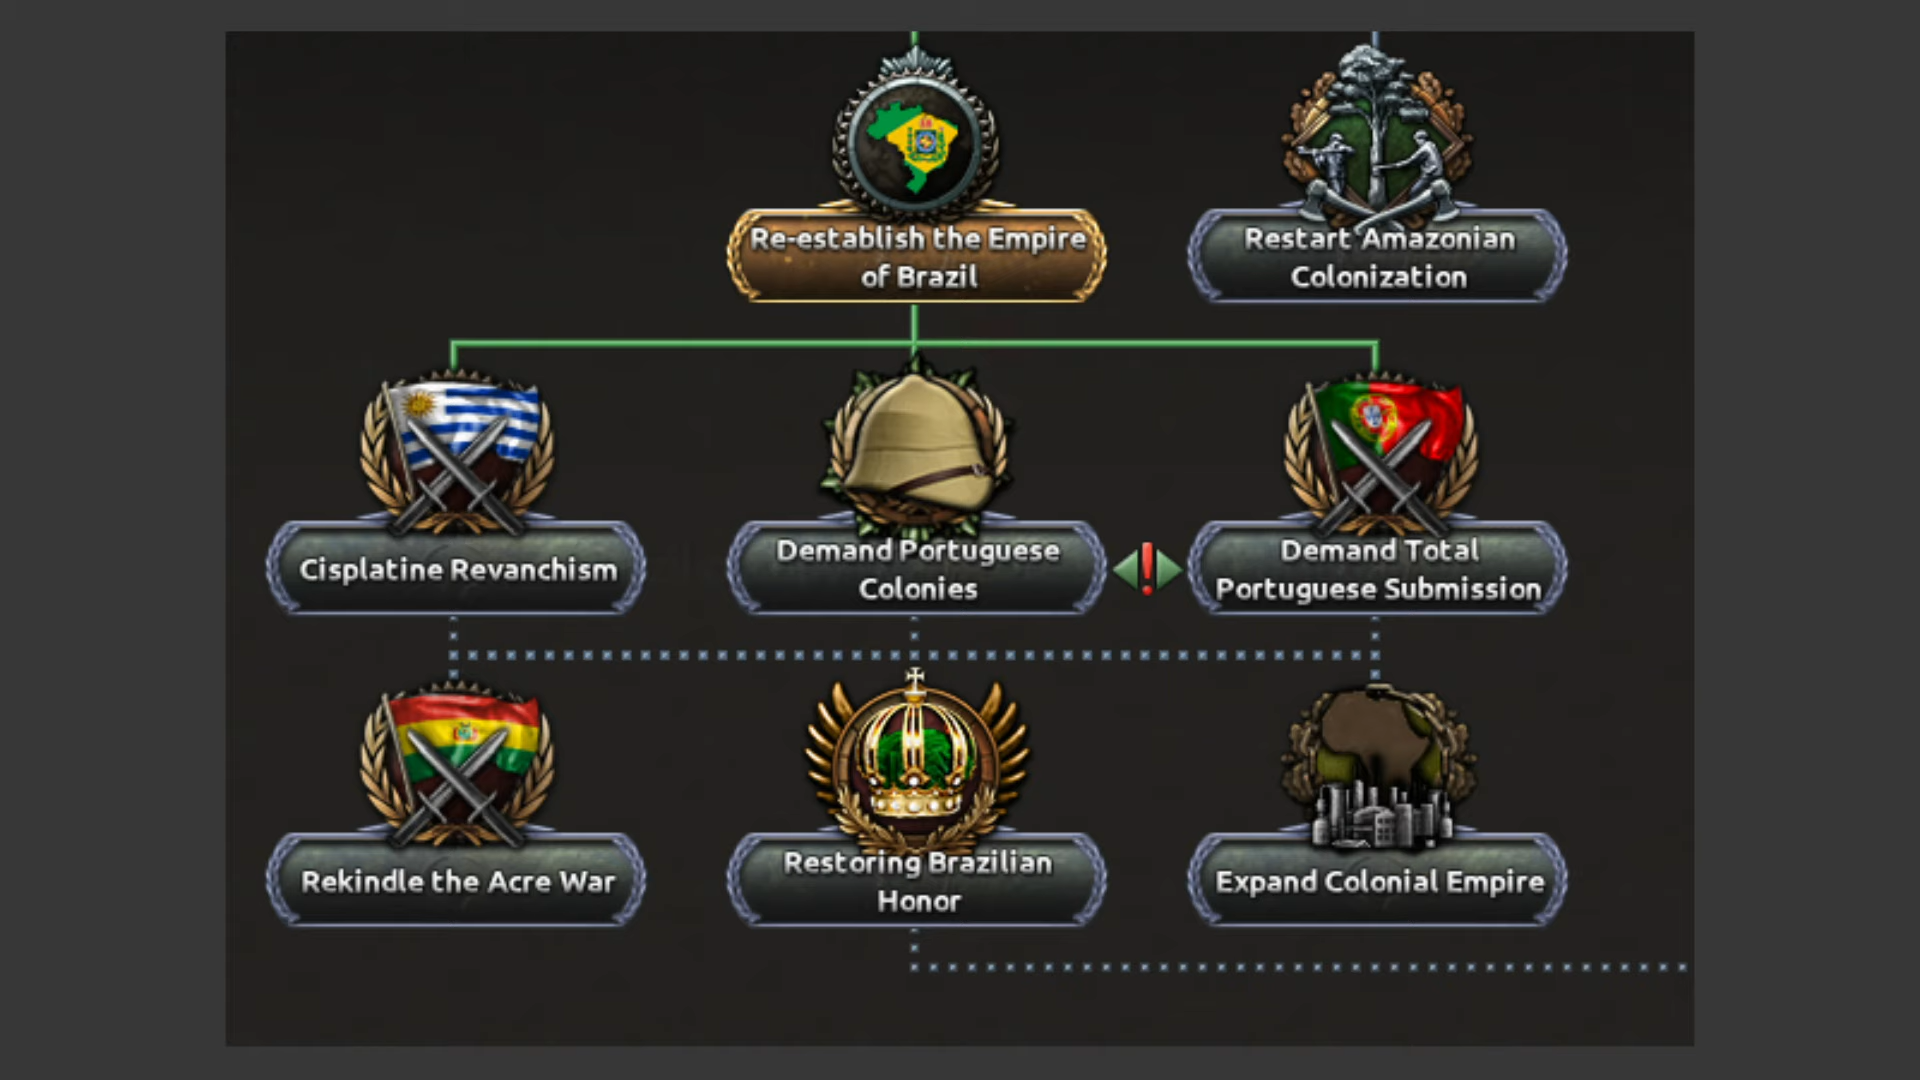 Re-establish the Empire
of Brazil
Restart Amazonian
Colonization
Cisplatine Revanchism
Demand Portuguese
Colonies
Demand Total
Portuguese Submission
Rekindle the Acre War
Restoring Brazilian
Honor
Expand Colonial Empire